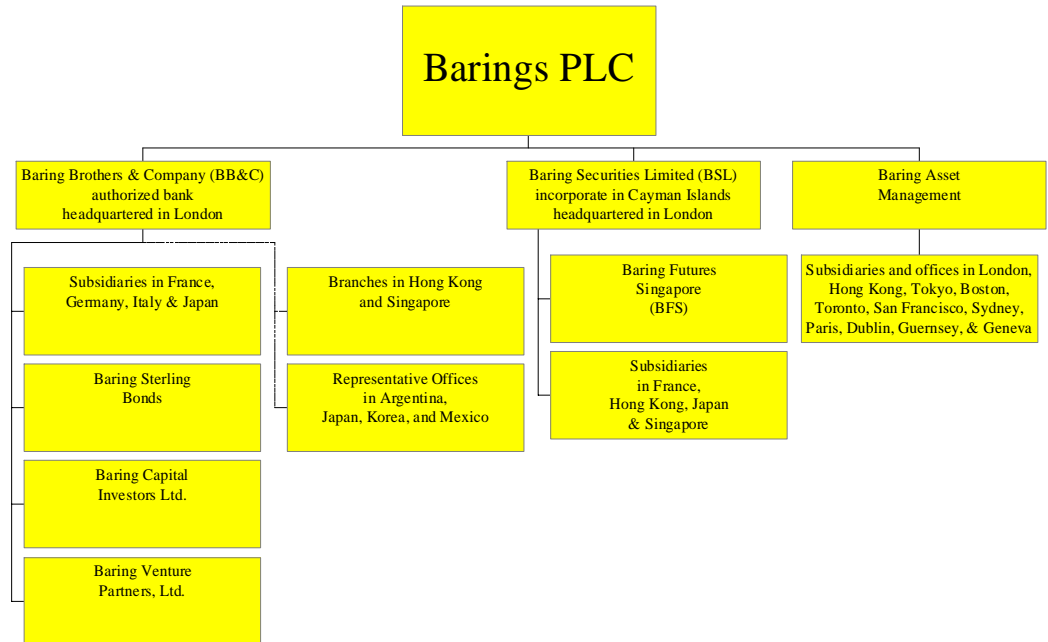 Barings PLC
Baring Brothers & Company (BB&C)
authorized bank
headquartered in London
Baring Securities Limited (BSL)
incorporate in Cayman Islands
headquartered in London
Baring Asset
Management
Subsidiaries in France,
Germany, Italy & Japan
Branches in Hong Kong
and Singapore
Baring Futures
Singapore
(BFS)
Subsidiaries and offices in London,
Hong Kong, Tokyo, Boston,
Toronto, San Francisco, Sydney,
Paris, Dublin, Guernsey, & Geneva
Baring Sterling
Bonds
Representative Offices
in Argentina,
Japan, Korea, and Mexico
Subsidiaries
in France,
Hong Kong, Japan
& Singapore
Baring Capital
Investors Ltd.
Baring Venture
Partners, Ltd.